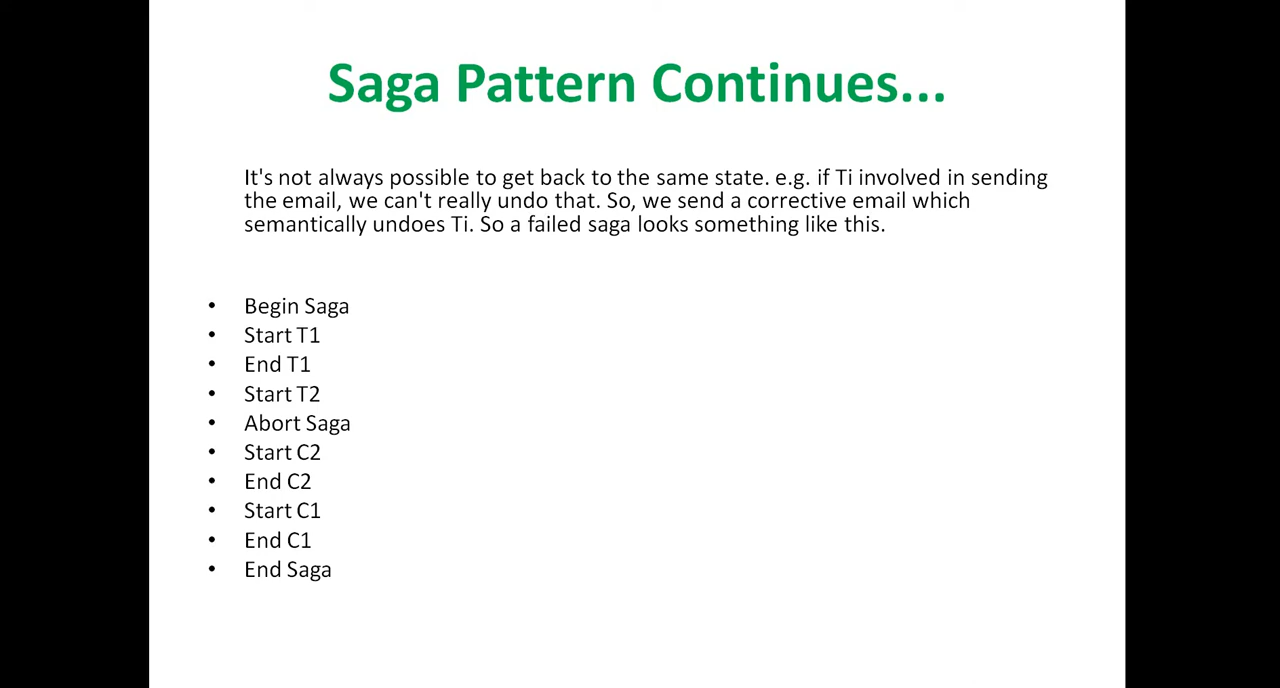 Saga Pattern Continues...
It's not always possible to get back to the same state. e.g. if Ti involved in sending
the email, we can't really undo that. So, we send a corrective email which
semantically undoes Ti. So a failed saga looks something like this.
• Begin Saga
• Start T1
• End T1
• Start T2
• Abort Saga
• Start C2
• End C2
• Start C1
• End C1
• End Saga